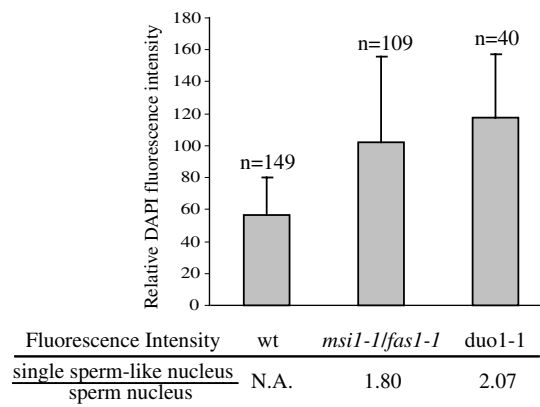 180
160
140
120
100
80
60
40
20
0
Relative DAPI fluorescence intensity
n=149
n=109
n=40
Fluorescence Intensity wt msi1-1/fas1-1 duo1-1
single sperm-like nucleus
sperm nucleus
N.A. 1.80 2.07